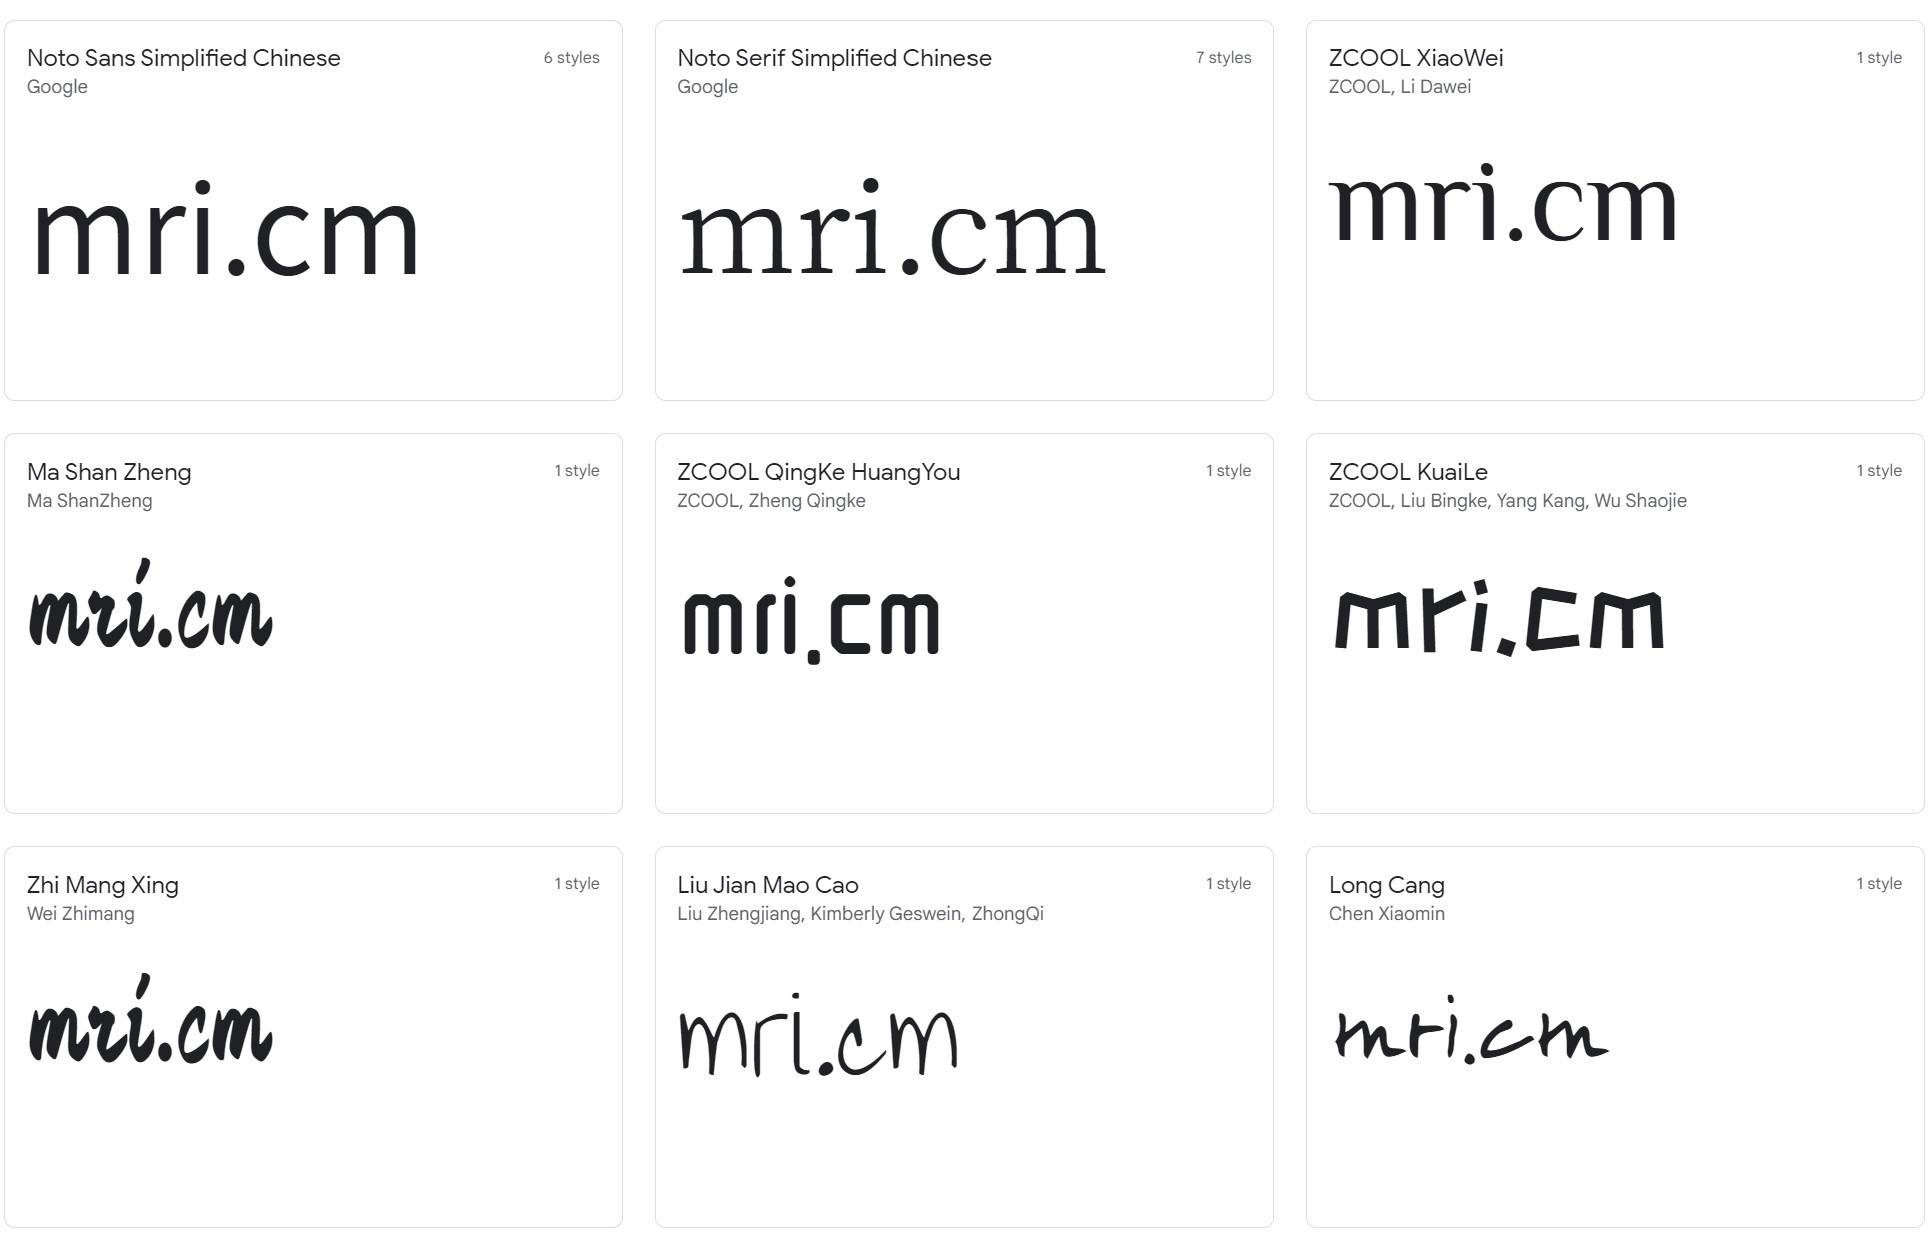 Noto Sans Simplified Chinese
6 styles
Google
mri.cm
Noto Serif Simplified Chinese
7 styles
Google
mri.cm
ZCOOL XiaoWei
1 style
ZCOOL, Li Dawei
mri.cm
Ma Shan Zheng
1 style
Ma ShanZheng
mri.cm
ZCOOL QingKe HuangYou
1 style
ZCOOL, Zheng Qingke
mri.cm
ZCOOL KuaiLe
1 style
ZCOOL, Liu Bingke, Yang Kang, Wu Shaojie
mri.cm
Zhi Mang Xing
1 style
Wei Zhimang
mri.cm
Liu Jian Mao Cao
1 style
Liu Zhengjiang, Kimberly Geswein, ZhongQi
mri.cm
Long Cang
1 style
Chen Xiaomin
mri.cm